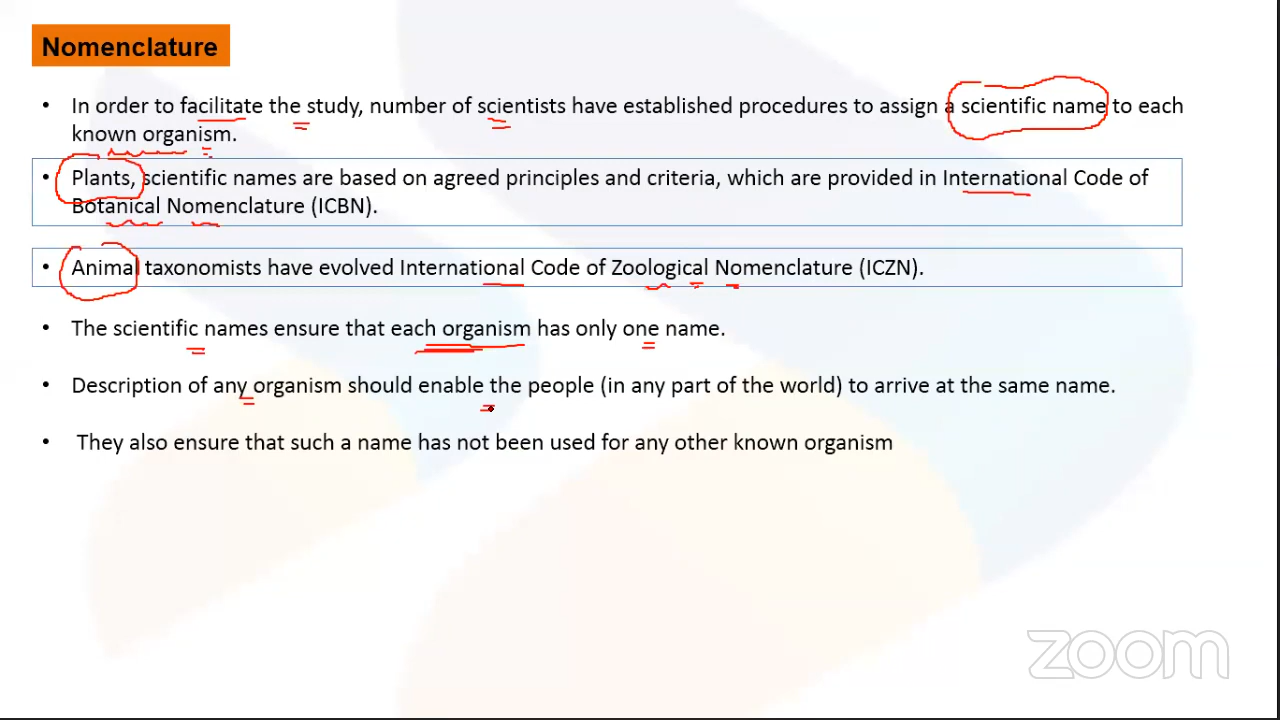 Nomenclature
• In order to facilitate the study, number of scientists have established procedures to assign a scientific name to each
known organism.
• Plants, scientific names are based on agreed principles and criteria, which are provided in International Code of
Botanical Nomenclature (ICBN).
• Animal taxonomists have evolved International Code of Zoological Nomenclature (ICZN).
• The scientific names ensure that each organism has only one name.
• Description of any organism should enable the people (in any part of the world) to arrive at the same name.
• They also ensure that such a name has not been used for any other known organism
zoom